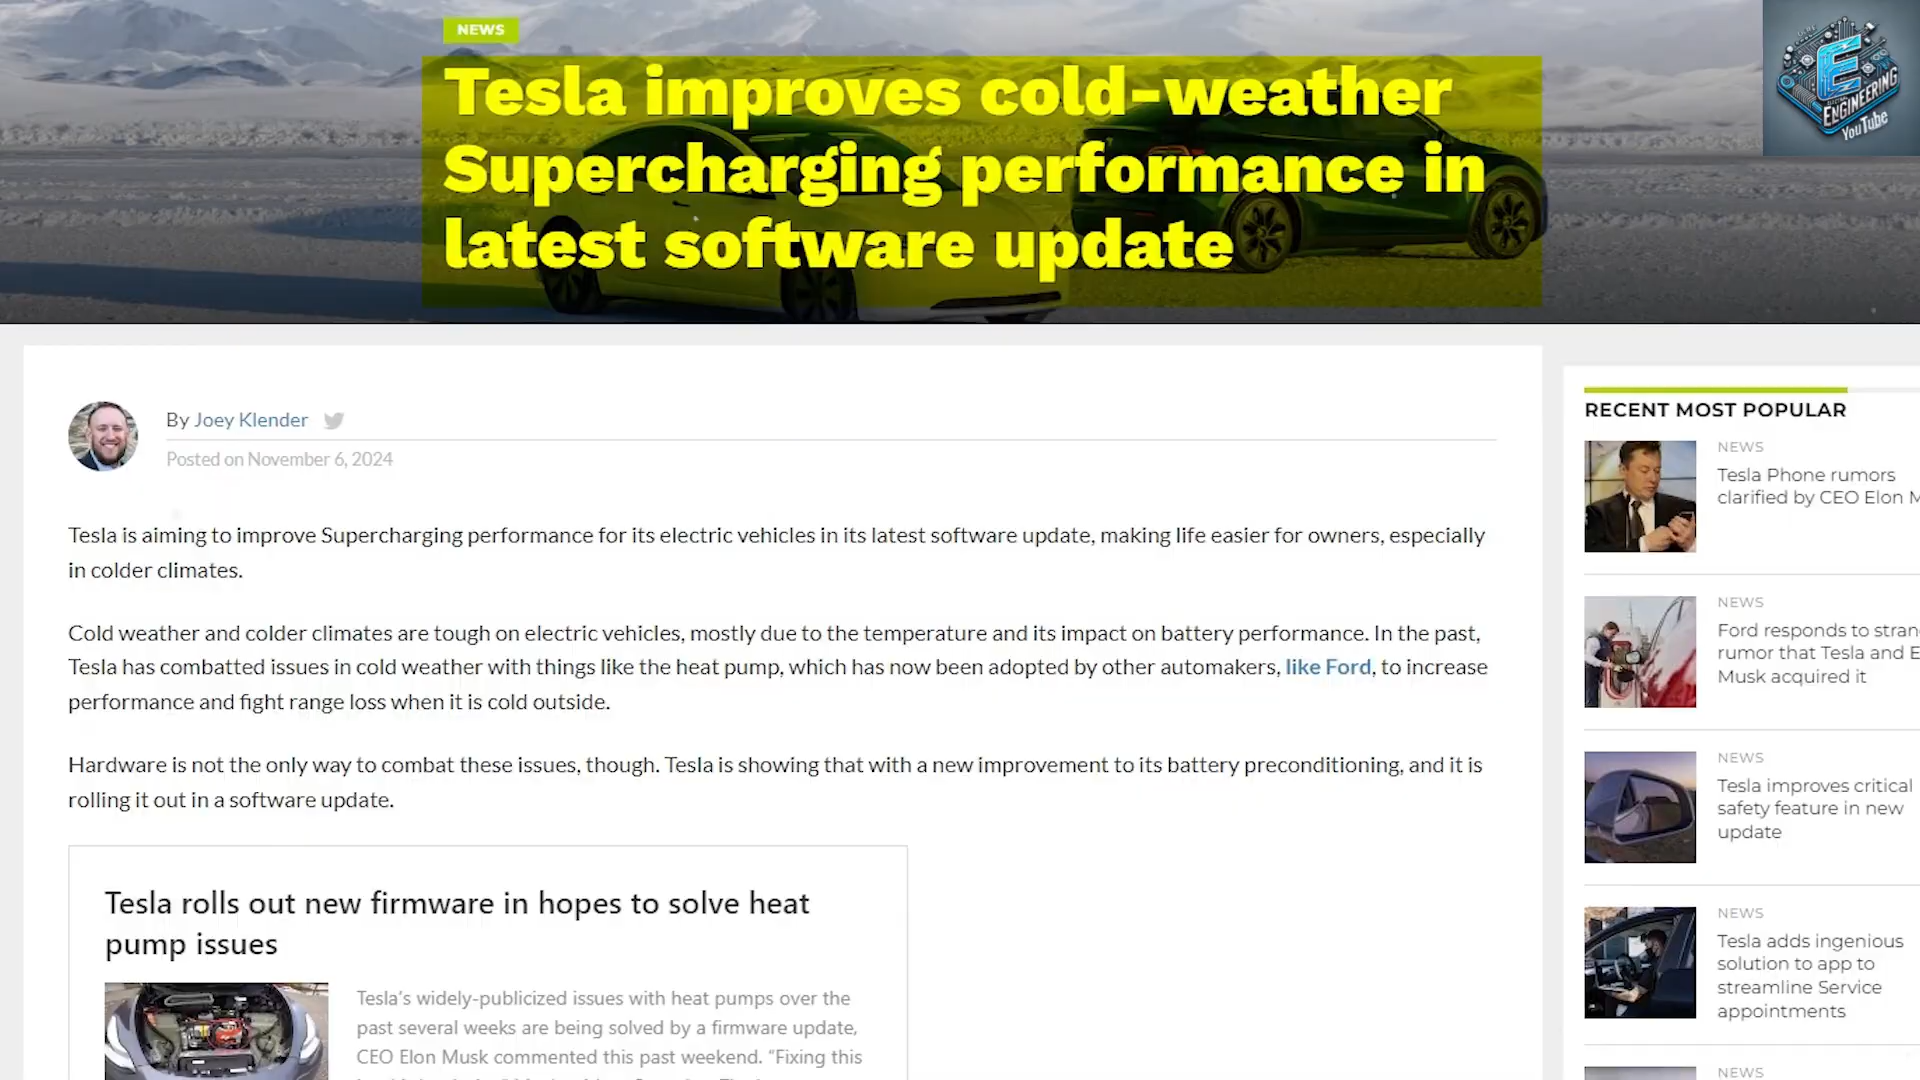 NEWS
Tesla improves cold-weather
Supercharging performance in
latest software update
ENGINEERING
YouTube
By Joey Klender
Posted on November 6, 2024
Tesla is aiming to improve Supercharging performance for its electric vehicles in its latest software update, making life easier for owners, especially
in colder climates.
Cold weather and colder climates are tough on electric vehicles, mostly due to the temperature and its impact on battery performance. In the past,
Tesla has combatted issues in cold weather with things like the heat pump, which has now been adopted by other automakers, like Ford, to increase
performance and fight range loss when it is cold outside.
Hardware is not the only way to combat these issues, though. Tesla is showing that with a new improvement to its battery preconditioning, and it is
rolling it out in a software update.
Tesla rolls out new firmware in hopes to solve heat
pump issues
Tesla's widely-publicized issues with heat pumps over the
past several weeks are being solved by a firmware update,
CEO Elon Musk commented this past weekend. "Fixing this
RECENT MOST POPULAR
NEWS
Tesla Phone rumors
clarified by CEO Elon M
NEWS
Ford responds to stran
rumor that Tesla and E
Musk acquired it
NEWS
Tesla improves critical
safety feature in new
update
NEWS
Tesla adds ingenious
solution to app to
streamline Service
appointments
NEWS